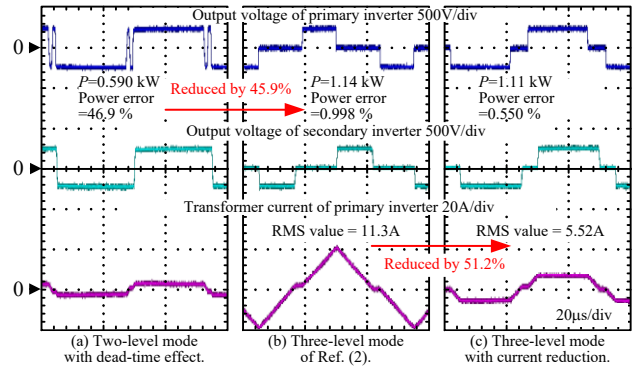 Output voltage of primary inverter 500V/div
0
P=0.590 kW
Power error
=46,9 %
Reduced by 45.9%
P=1.14 kW
Power error
=0.998 %
P=1.11 kW
Power error
=0.550 %
Output voltage of secondary inverter 500V/div
0
Transformer current of primary inverter 20A/div
RMS value = 11.3A
RMS value = 5.52A
Reduced by 51.2%
0
20μs/div
(a) Two-level mode
with dead-time effect.
(b) Three-level mode
of Ref. (2).
(c) Three-level mode
with current reduction.